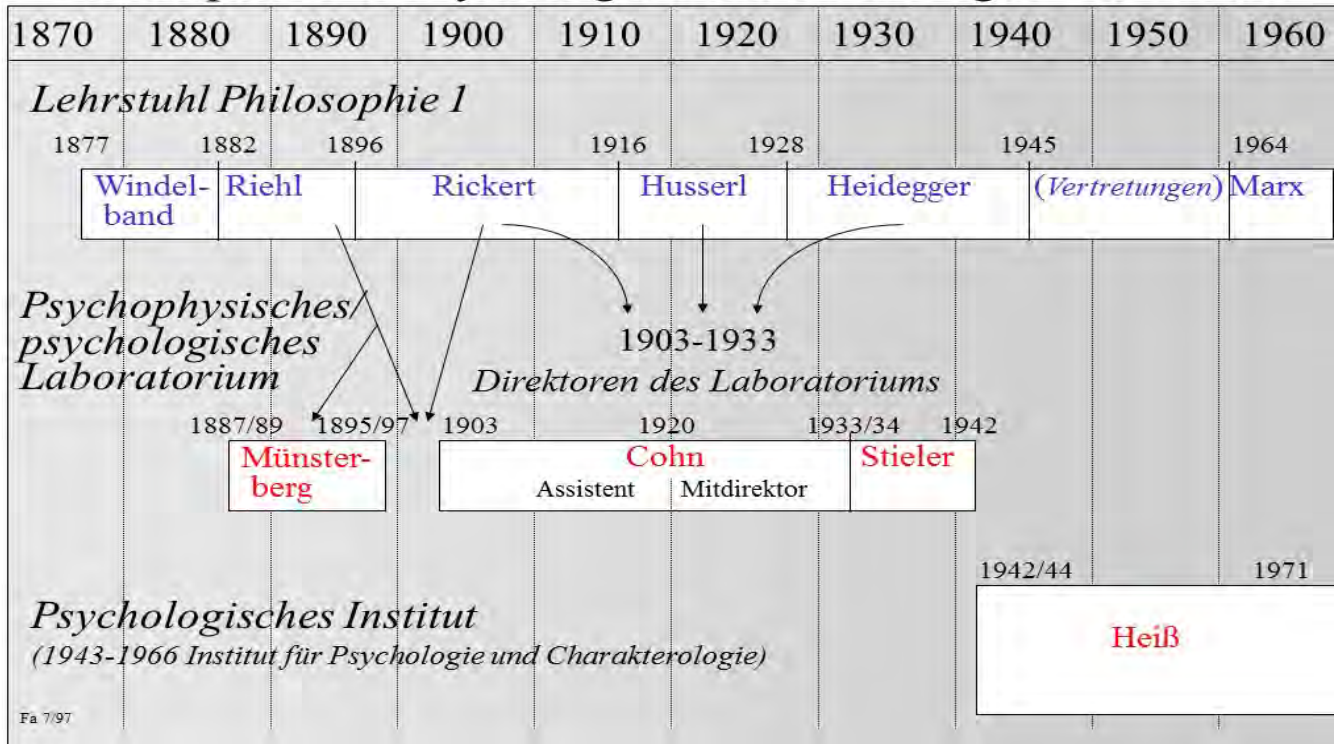 1870 1880 1890 1900 1910 1920 1930 1940 1950 1960
Lehrstuhl Philosophie 1
1877 1882 1896 1916 1928 1945 1964
Windel- Riehl Rickert Husserl Heidegger (Vertretungen) Marx
band
Psychophysisches/
psychologisches
Laboratorium
1903-1933
Direktoren des Laboratoriums
1887/89 1895/97 1903 1920 1933/34 1942
Münster- Cohn Stieler
berg Assistent Mitdirektor
1942/44 1971
Psychologisches Institut
(1943-1966 Institut für Psychologie und Charakterologie)
Heiß
Fa 7/97